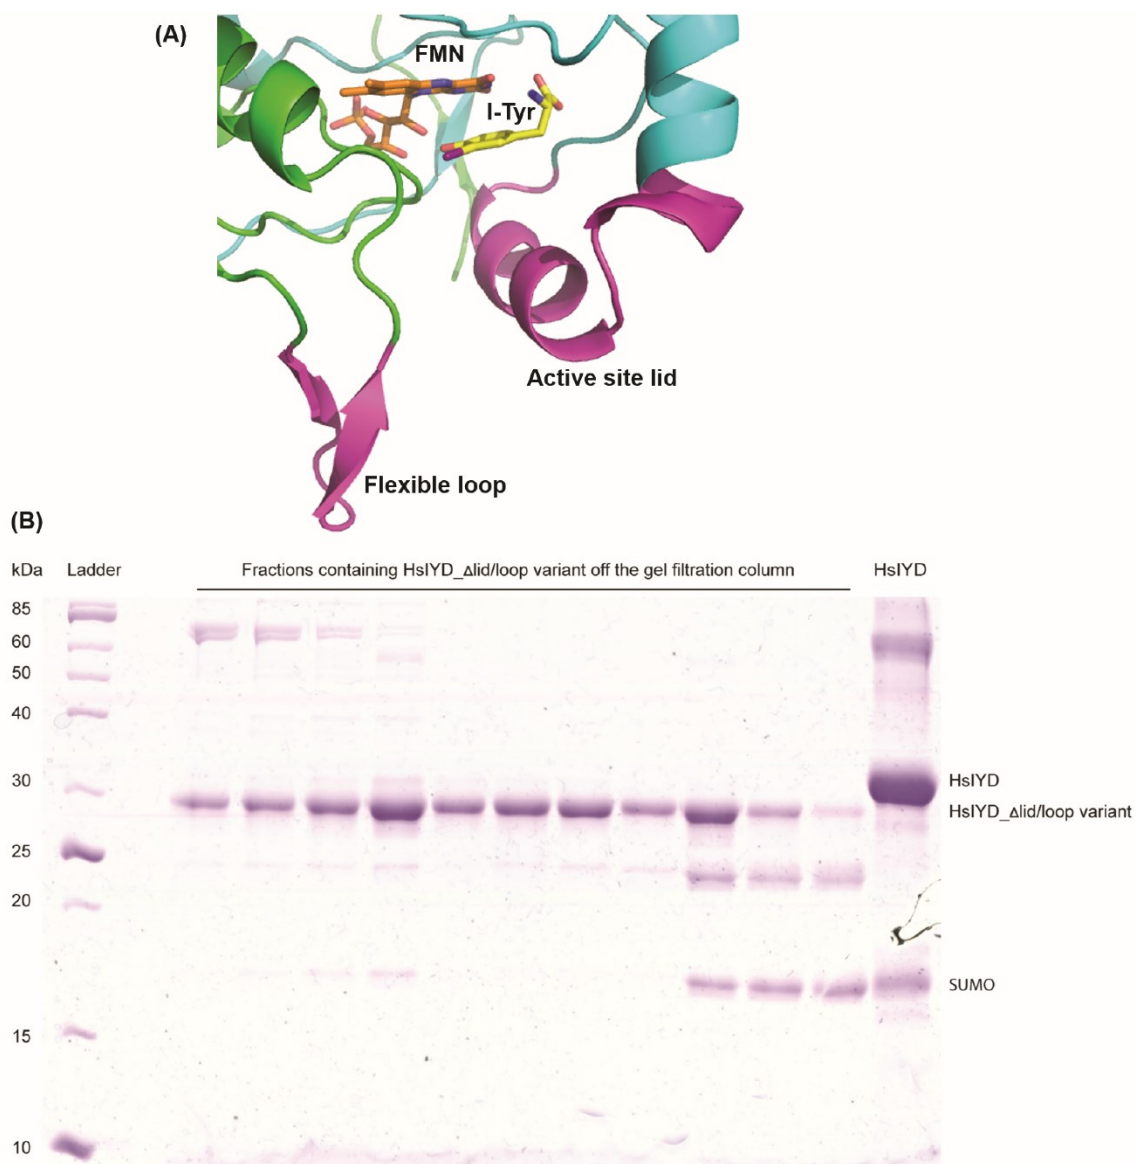 (A)
FMN
I-Tyr
Active site lid
Flexible loop
(B)
kDa Ladder Fractions containing HsIYD_Δlid/loop variant off the gel filtration column HsIYD
85
60
50
40
30
HsIYD
HsIYD_Δlid/loop variant
25
20
SUMO
15
10